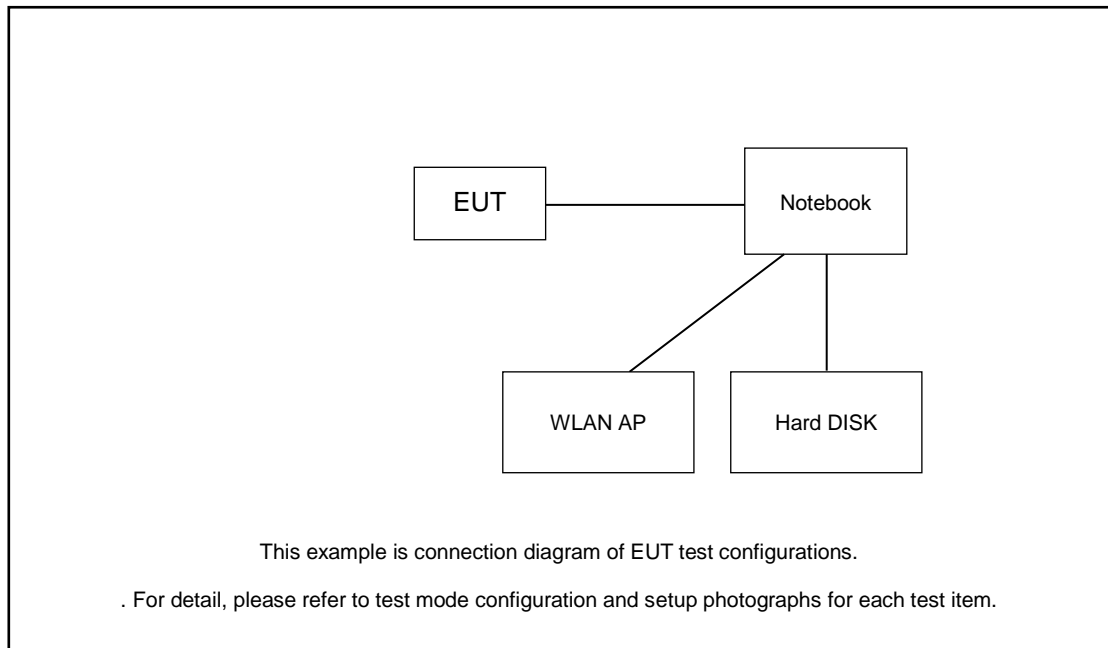 EUT
Notebook
WLAN AP
Hard DISK
This example is connection diagram of EUT test configurations.
. For detail, please refer to test mode configuration and setup photographs for each test item.